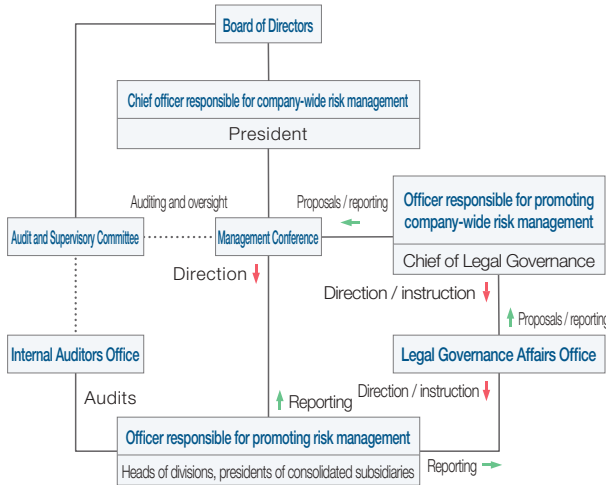 Board of Directors
Chief officer responsible for company-wide risk management
President
Auditing and oversight
Proposals / reporting
Officer responsible for promoting
company-wide risk management
Chief of Legal Governance
Audit and Supervisory Committee
Management Conference
Direction
Direction / instruction
Proposals / reporting
Internal Auditors Office
Legal Governance Affairs Office
Audits
Reporting
Direction / instruction
Officer responsible for promoting risk management
Heads of divisions, presidents of consolidated subsidiaries
Reporting